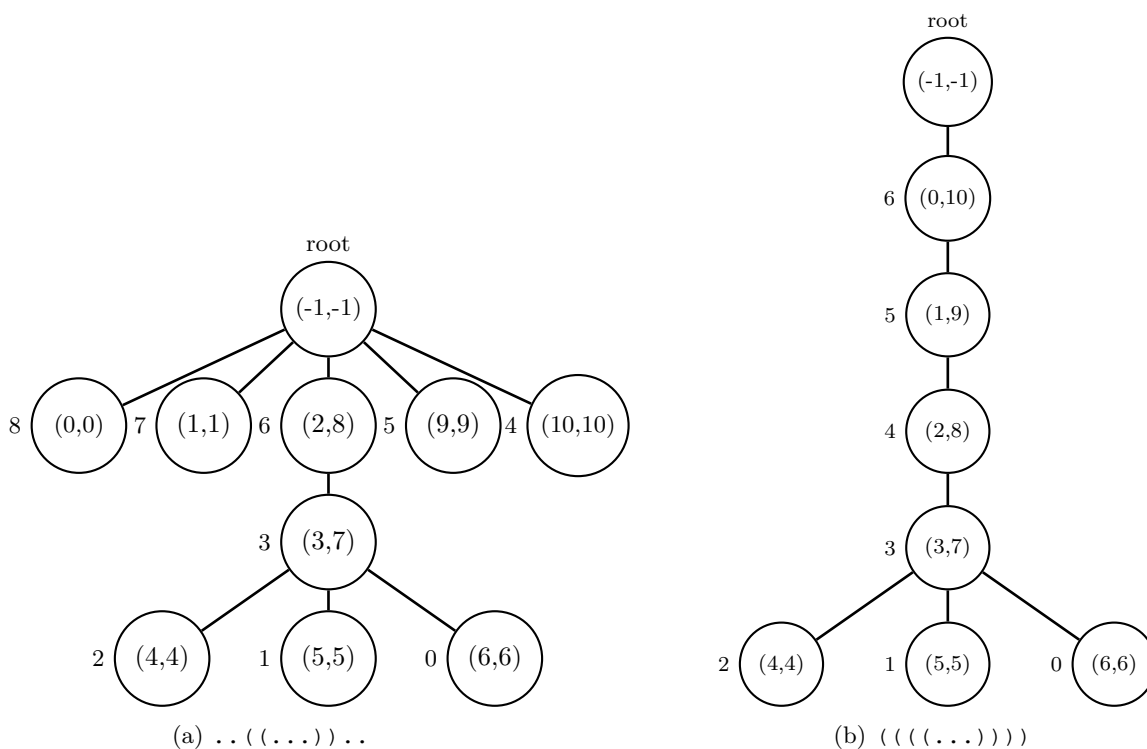 root
(-1,-1)
8 (0,0) 7 (1,1) 6 (2,8) 5 (9,9) 4 (10,10)
3 (3,7)
2 (4,4) 1 (5,5) 0 (6,6)
(a) ..((...))..
root
(-1,-1)
6 (0,10)
5 (1,9)
4 (2,8)
3 (3,7)
2 (4,4) 1 (5,5) 0 (6,6)
(b) ((((...))))